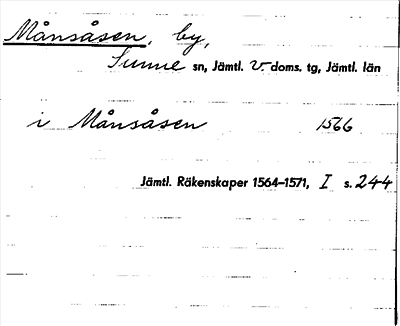 Månsåsen, by,
Sunne sn, Jämtl. v. doms. tg, Jämtl. län
i Månsåsen 1566
Jämtl. Räkenskaper 1564–1571, I s. 244